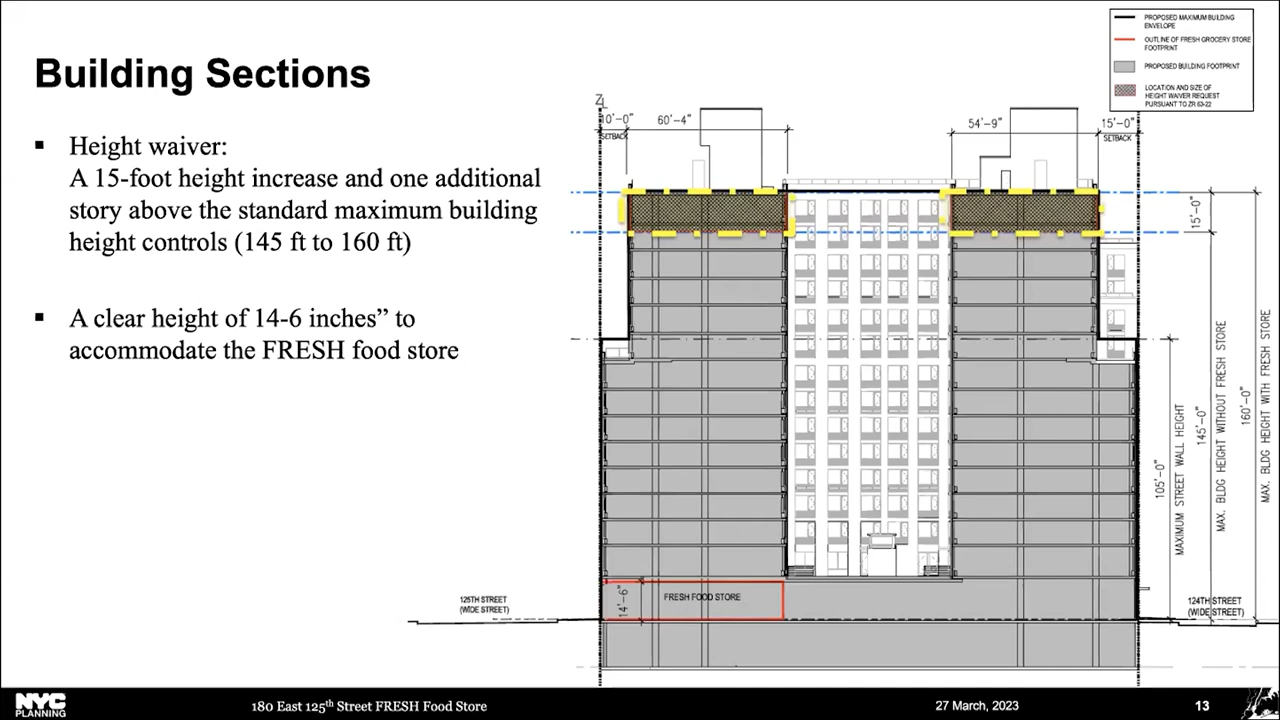 Building Sections
▪ Height waiver:
A 15-foot height increase and one additional
story above the standard maximum building
height controls (145 ft to 160 ft)
▪ A clear height of 14-6 inches” to
accommodate the FRESH food store
PROPOSED MAXIMUM BUILDING
ENVELOPE
OUTLINE OF FRESH GROCERY STORE
FOOTPRINT
PROPOSED BUILDING FOOTPRINT
LOCATION AND SIZE OF
HEIGHT WAIVER REQUEST
PURSUANT TO ZR 63-22
10'-0"
SETBACK
60'-4"
54'-9"
15'-0"
SETBACK
15'-0"
105'-0"
MAXIMUM STREET WALL HEIGHT
145'-0"
MAX. BLDG HEIGHT WITHOUT FRESH STORE
160'-0"
MAX. BLDG HEIGHT WITH FRESH STORE
14'-6"
FRESH FOOD STORE
125TH STREET
(WIDE STREET)
124TH STREET
(WIDE STREET)
NYC
PLANNING
180 East 125th Street FRESH Food Store
27 March, 2023
13